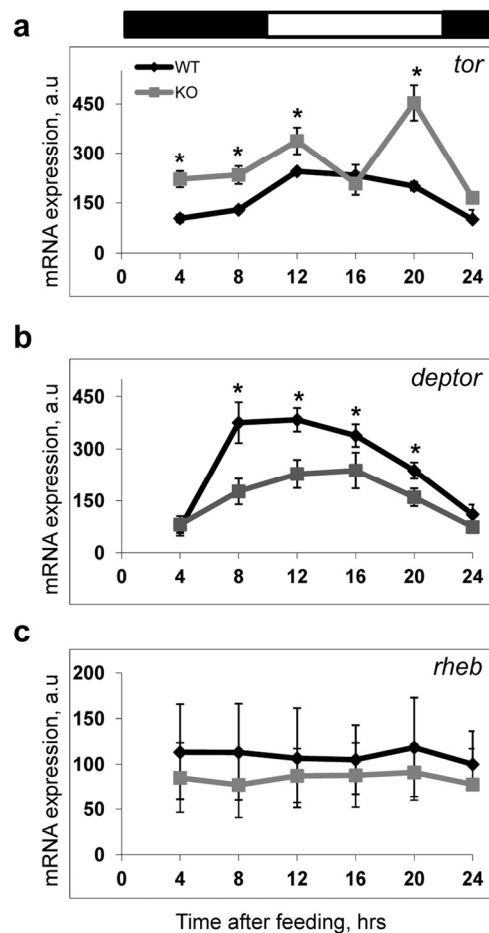 a
tor
WT
KO
mRNA expression, a.u
450
300
150
0
* * * *
0 4 8 12 16 20 24
b
deptor
mRNA expression, a.u
450
300
150
0
* * * *
0 4 8 12 16 20 24
c
rheb
mRNA expression, a.u
200
150
100
50
0
0 4 8 12 16 20 24
Time after feeding, hrs